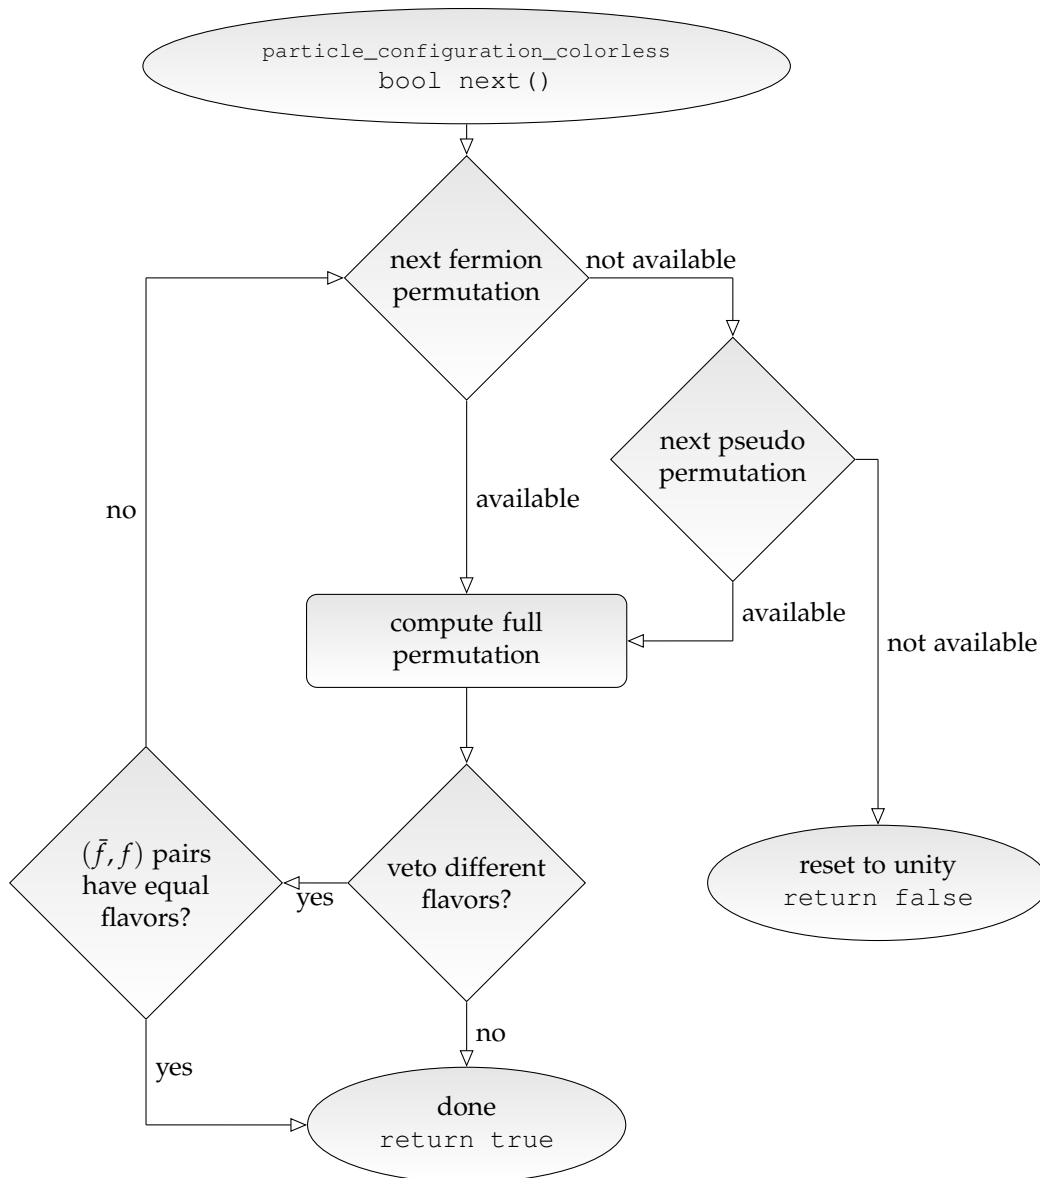 particle_configuration_colorless
bool next()
next fermion
permutation
not available
next pseudo
permutation
available
no
compute full
permutation
available
not available
(f̄, f) pairs
have equal
flavors?
yes
veto different
flavors?
reset to unity
return false
no
yes
done
return true